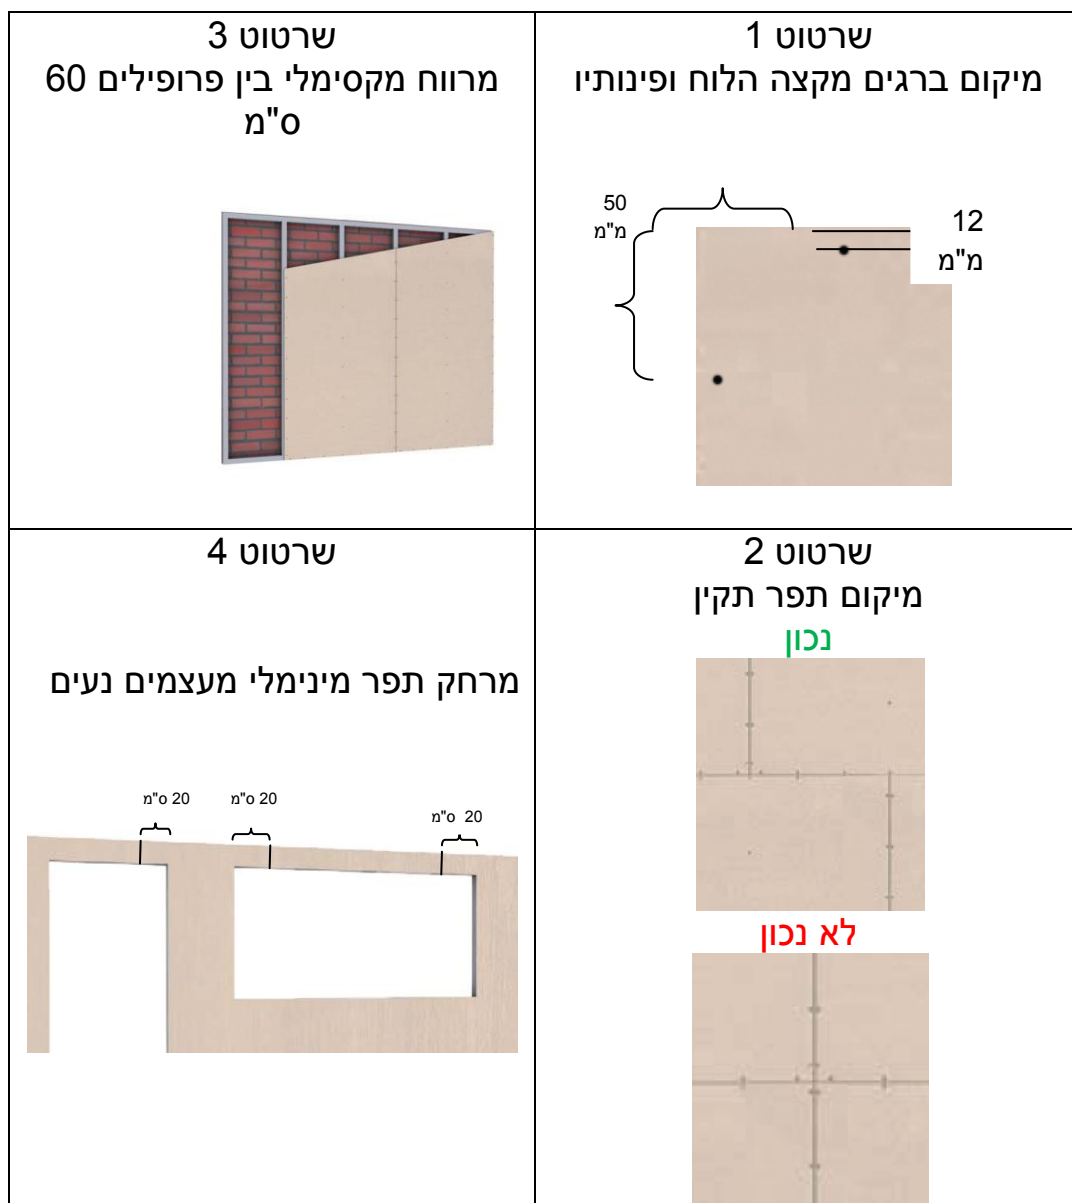 שרטוט 1
מיקום ברגים מקצה הלוח ופינותיו
12
מ"מ
50
מ"מ
שרטוט 3
מרווח מקסימלי בין פרופילים 60
ס"מ
שרטוט 2
מיקום תפר תקין
נכון
לא נכון
שרטוט 4
מרחק תפר מינימלי מעצמים נעים
20 ס"מ
20 ס"מ
20 ס"מ